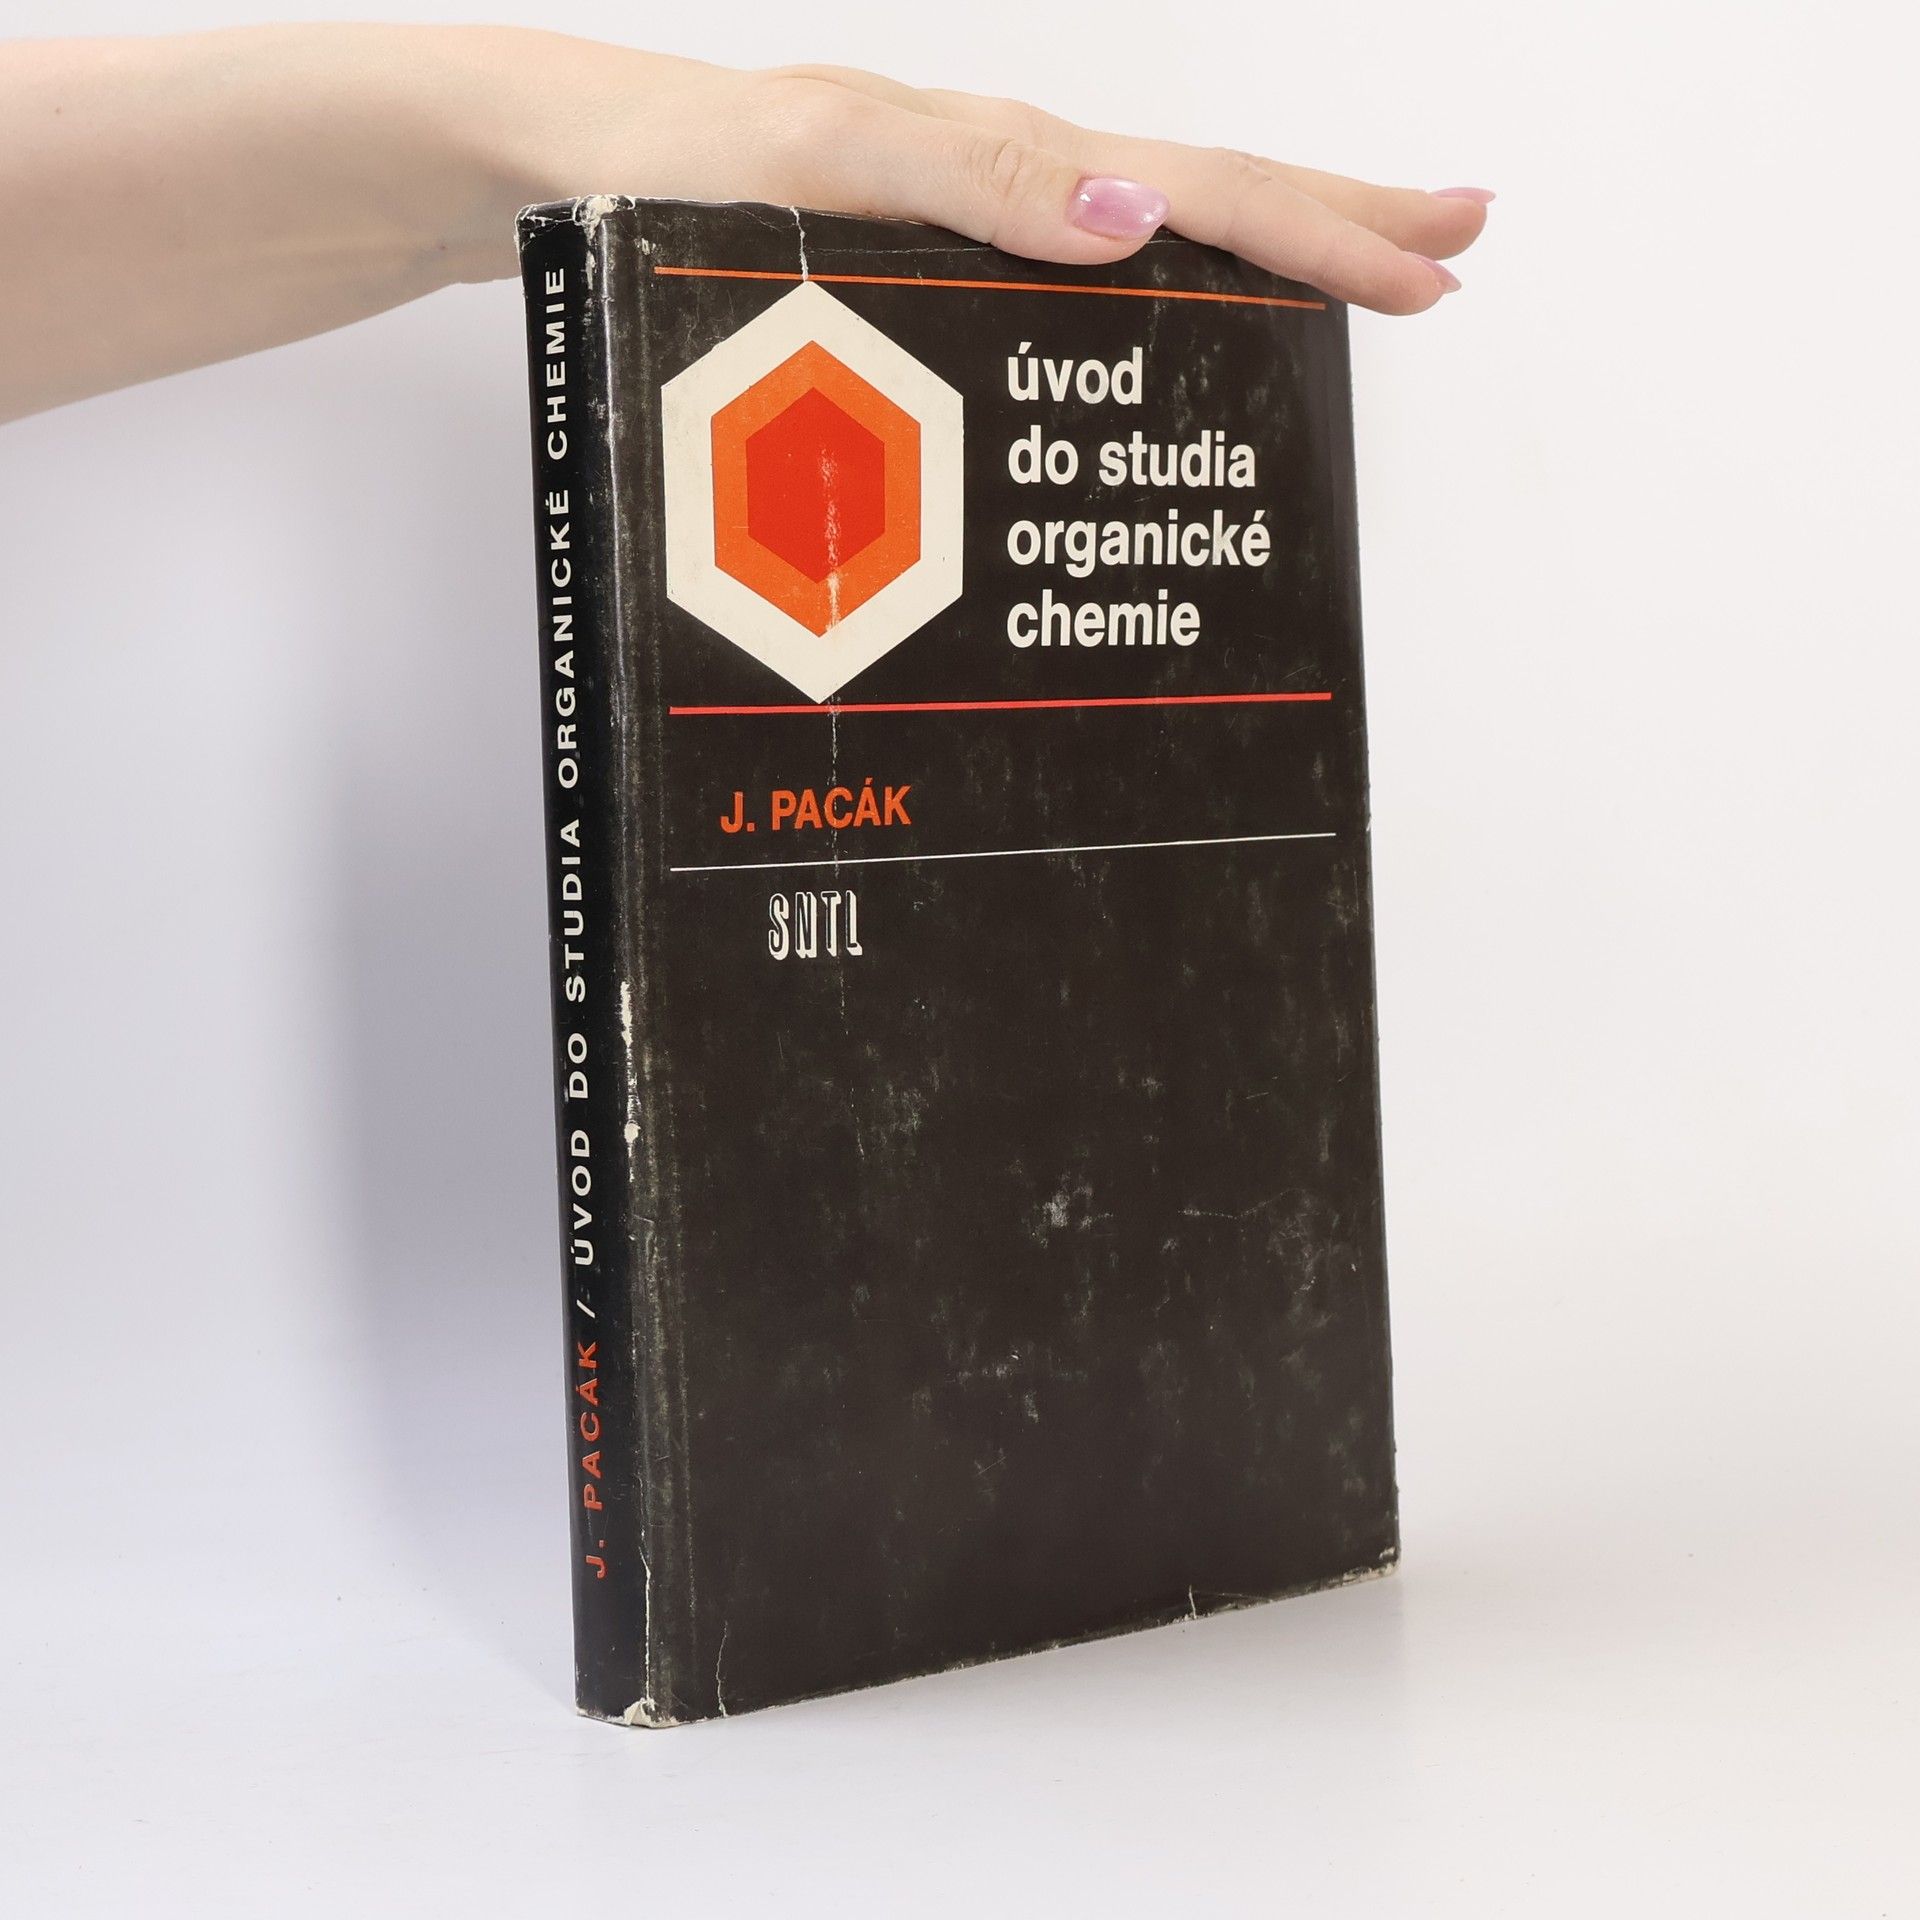 úvod
do studia
organické
chemie
J. PACÁK
SNTL
J. PACÁK / ÚVOD DO STUDIA ORGANICKÉ CHEMIE